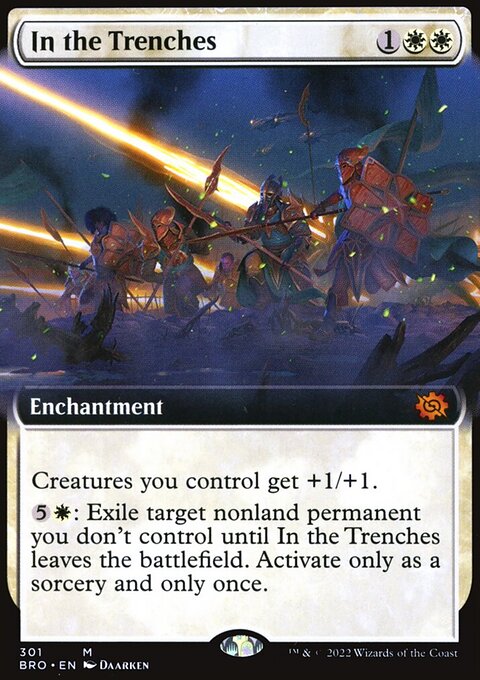 In the Trenches 1
Enchantment
Creatures you control get +1/+1.
5 : Exile target nonland permanent
you don't control until In the Trenches
leaves the battlefield. Activate only as a
sorcery and only once.
301 M
BRO • EN Daarken
™ & © 2022 Wizards of the Coast